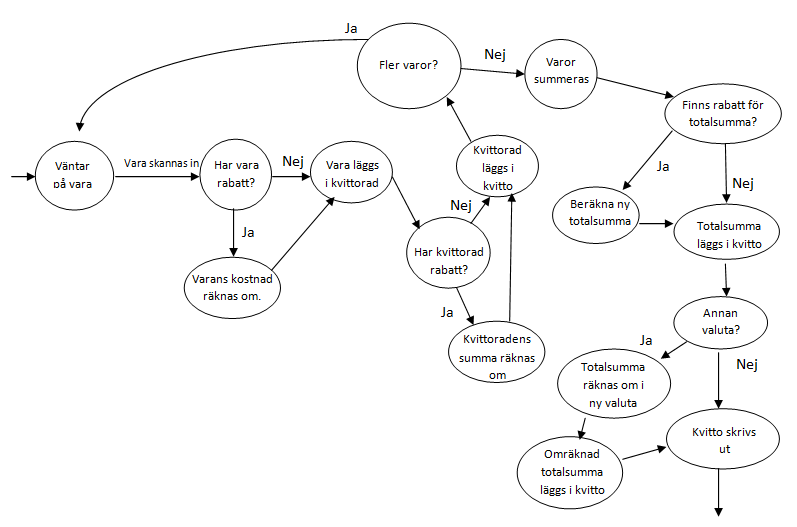 Ja
Fler varor?
Nej
Varor
summeras
Finns rabatt för
totalsumma?
Väntar
på vara
Vara skannas in
Har vara
rabatt?
Nej
Vara läggs
i kvittorad
Kvittorad
läggs i
kvitto
Ja
Nej
Beräkna ny
totalsumma
Totalsumma
läggs i kvitto
Ja
Varans kostnad
räknas om.
Nej
Har kvittorad
rabatt?
Ja
Kvittoradens
summa räknas
om
Annan
valuta?
Ja
Nej
Totalsumma
räknas om i
ny valuta
Kvitto skrivs
ut
Omräknad
totalsumma
läggs i kvitto